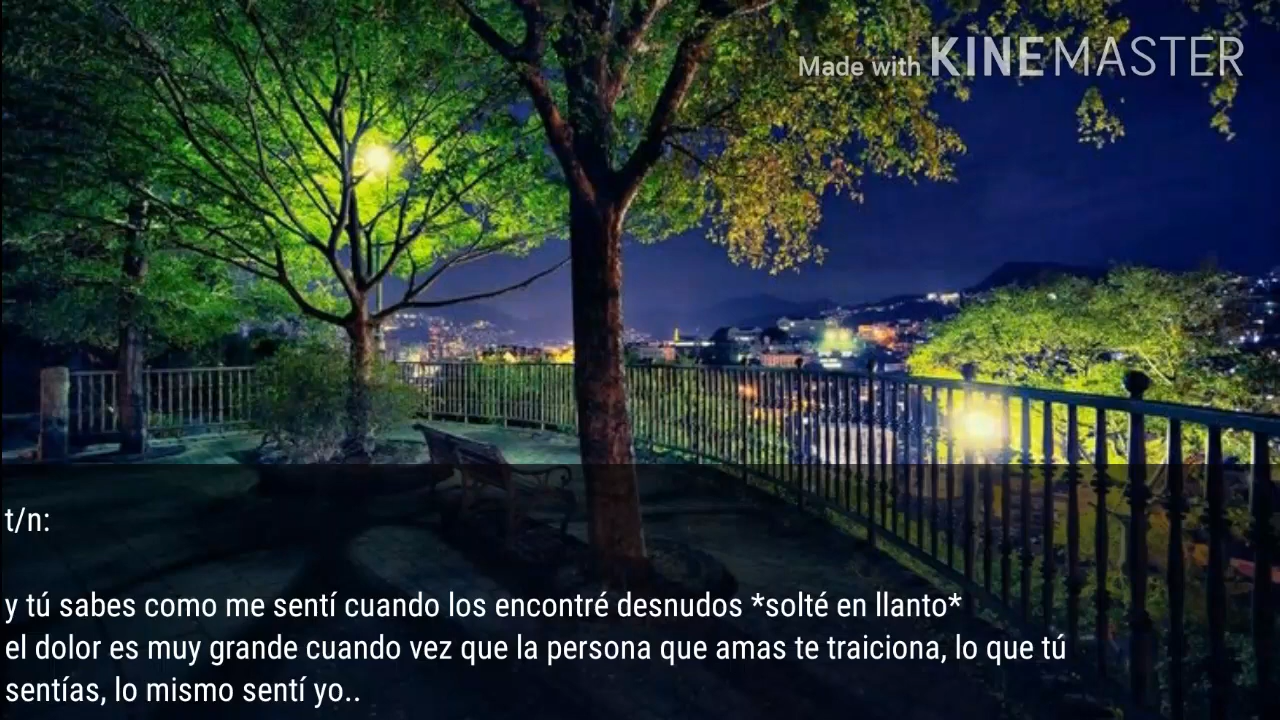 Made with KINEMASTER
t/n:
y tú sabes como me sentí cuando los encontré desnudos *solté en llanto*
el dolor es muy grande cuando vez que la persona que amas te traiciona, lo que tú
sentías, lo mismo sentí yo..